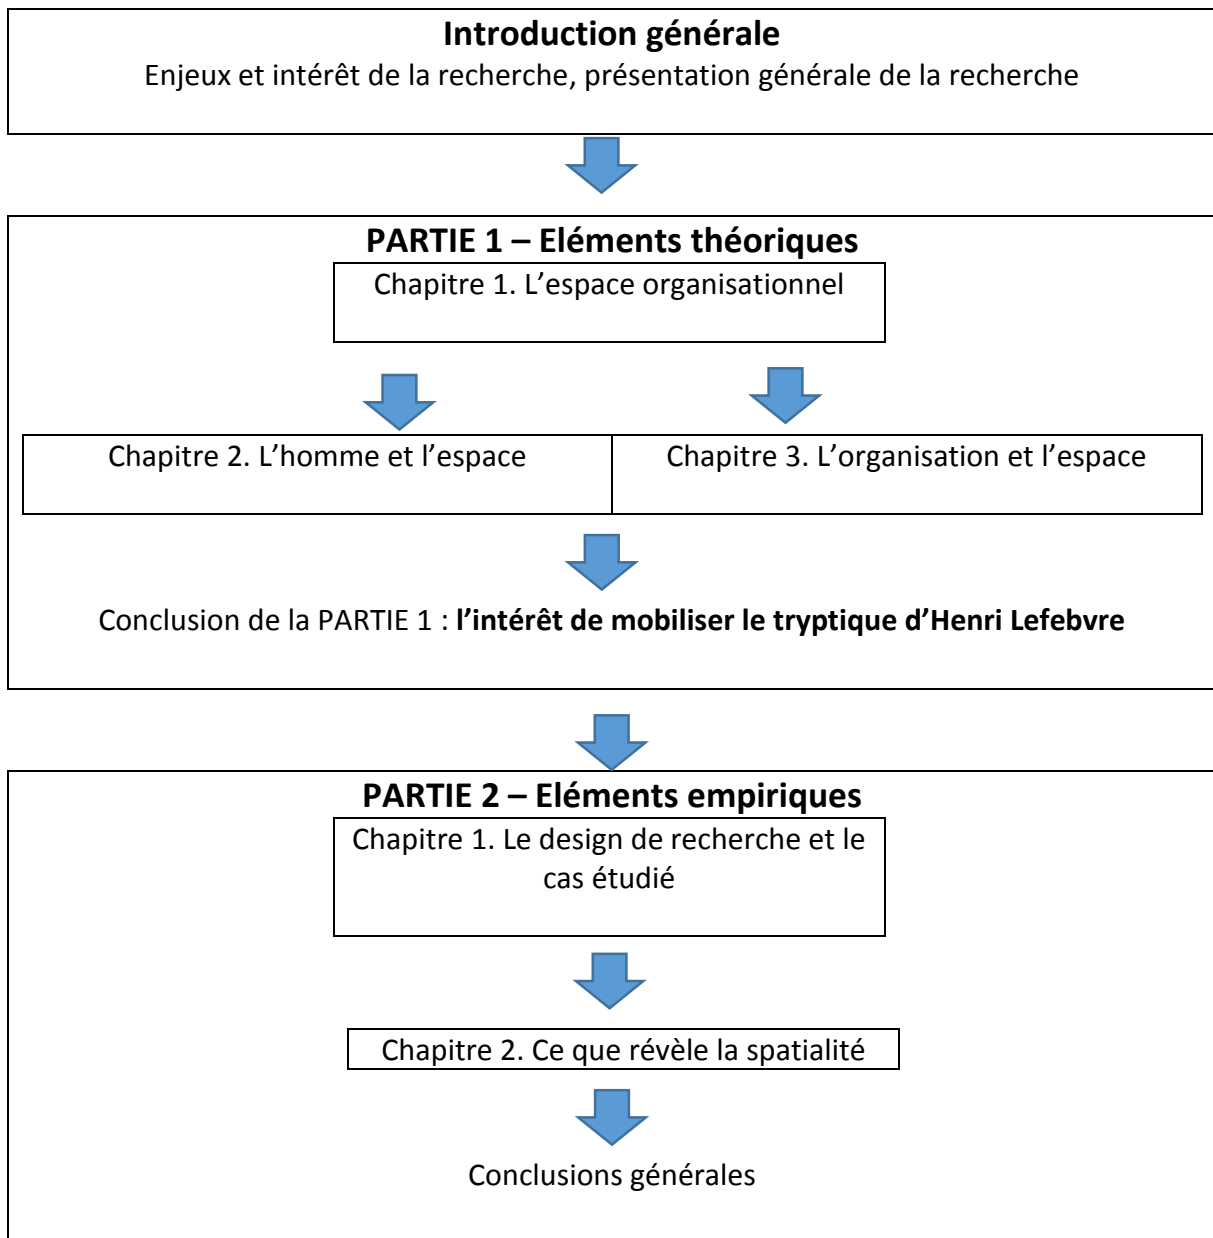 Introduction générale
Enjeux et intérêt de la recherche, présentation générale de la recherche
PARTIE 1 – Eléments théoriques
Chapitre 1. L’espace organisationnel
Chapitre 2. L’homme et l’espace
Chapitre 3. L’organisation et l’espace
Conclusion de la PARTIE 1 : l’intérêt de mobiliser le tryptique d’Henri Lefebvre
PARTIE 2 – Eléments empiriques
Chapitre 1. Le design de recherche et le
cas étudié
Chapitre 2. Ce que révèle la spatialité
Conclusions générales